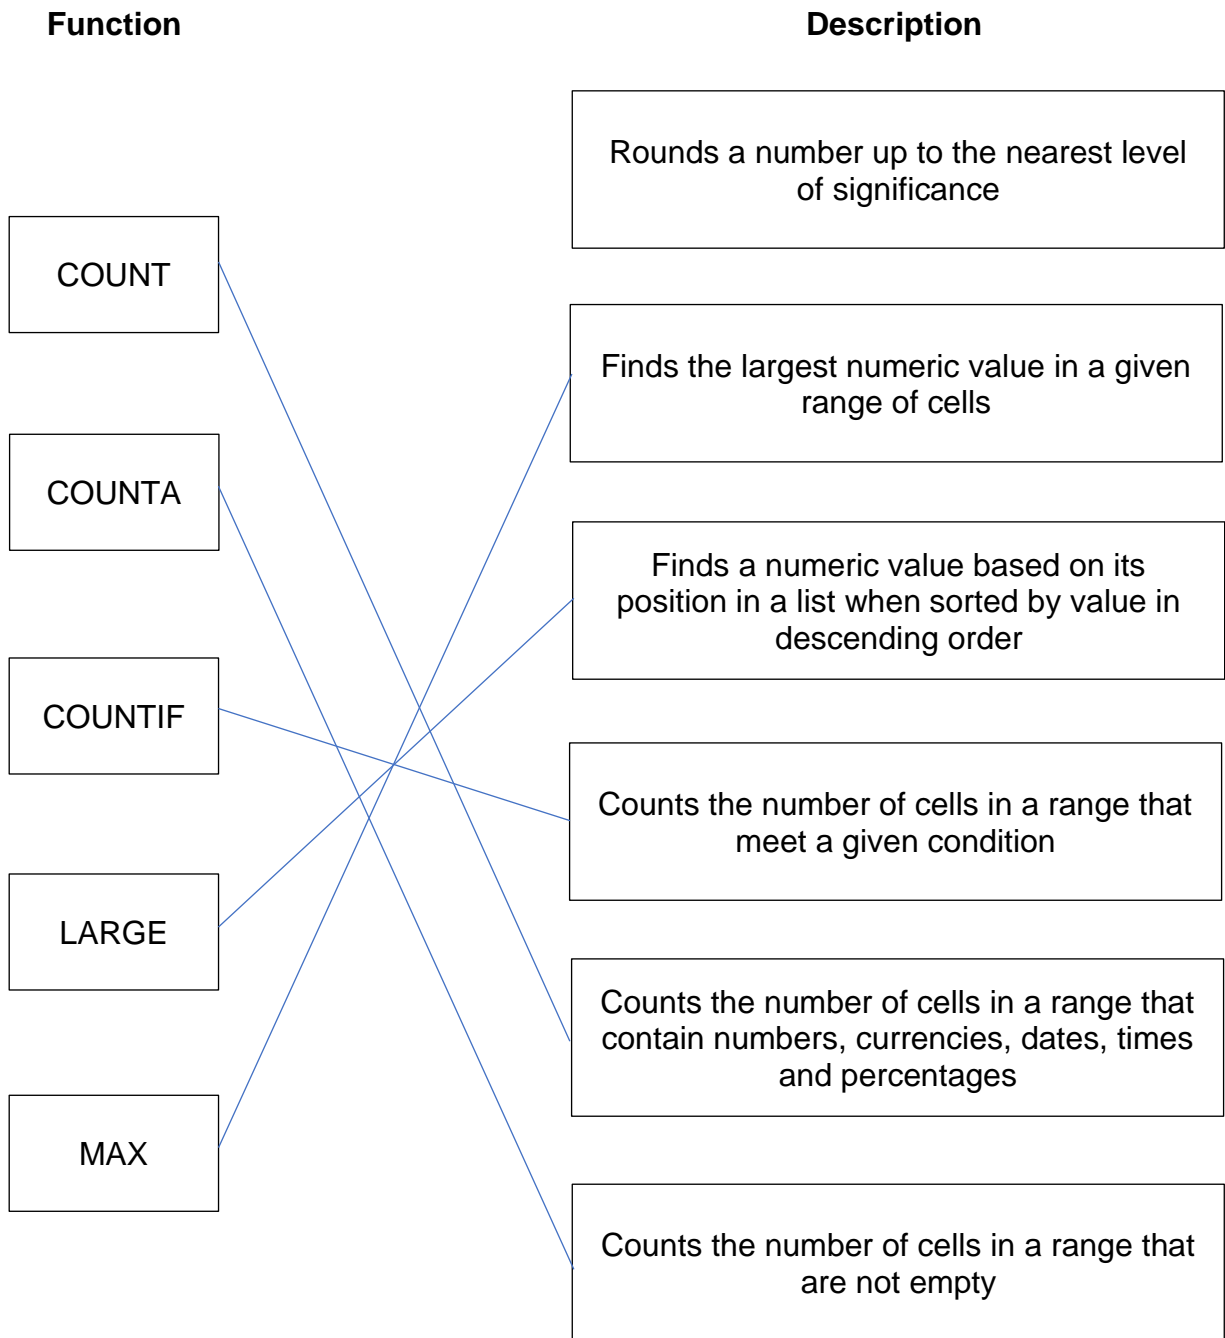 Function
Description
Rounds a number up to the nearest level
of significance
COUNT
Finds the largest numeric value in a given
range of cells
COUNTA
Finds a numeric value based on its
position in a list when sorted by value in
descending order
COUNTIF
Counts the number of cells in a range that
meet a given condition
LARGE
Counts the number of cells in a range that
contain numbers, currencies, dates, times
and percentages
MAX
Counts the number of cells in a range that
are not empty